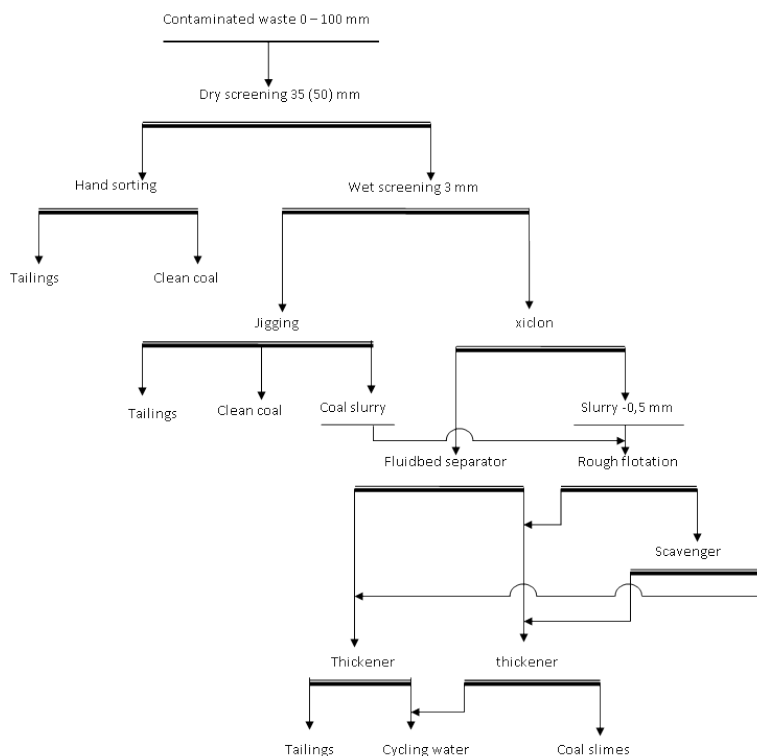 Contaminated waste 0 – 100 mm
Dry screening 35 (50) mm
Hand sorting
Wet screening 3 mm
Tailings
Clean coal
Jigging
xiclon
Tailings
Clean coal
Coal slurry
Slurry -0,5 mm
Fluidbed separator
Rough flotation
Scavenger
Thickener
thickener
Tailings
Cycling water
Coal slimes